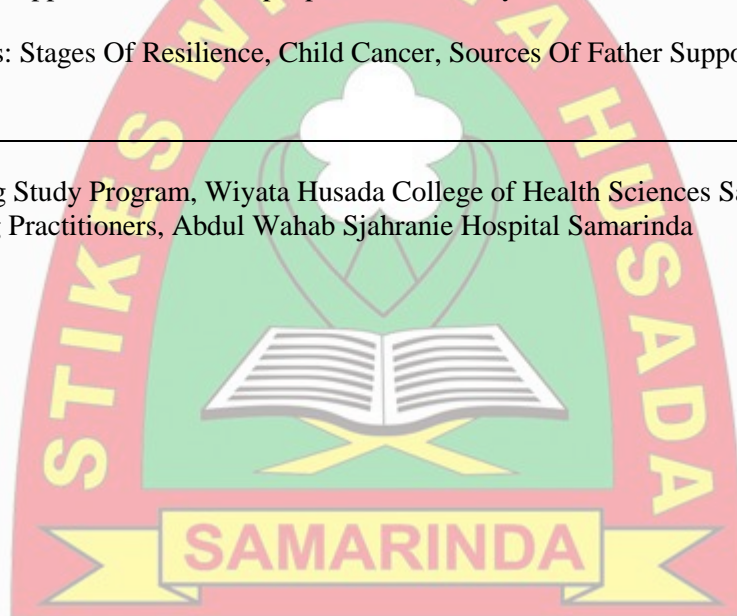 s: Stages Of Resilience, Child Cancer, Sources Of Father Suppo
g Study Program, Wiyata Husada College of Health Sciences Sa
g Practitioners, Abdul Wahab Sjahranie Hospital Samarinda
STIKES W A HUSADA
SAMARINDA